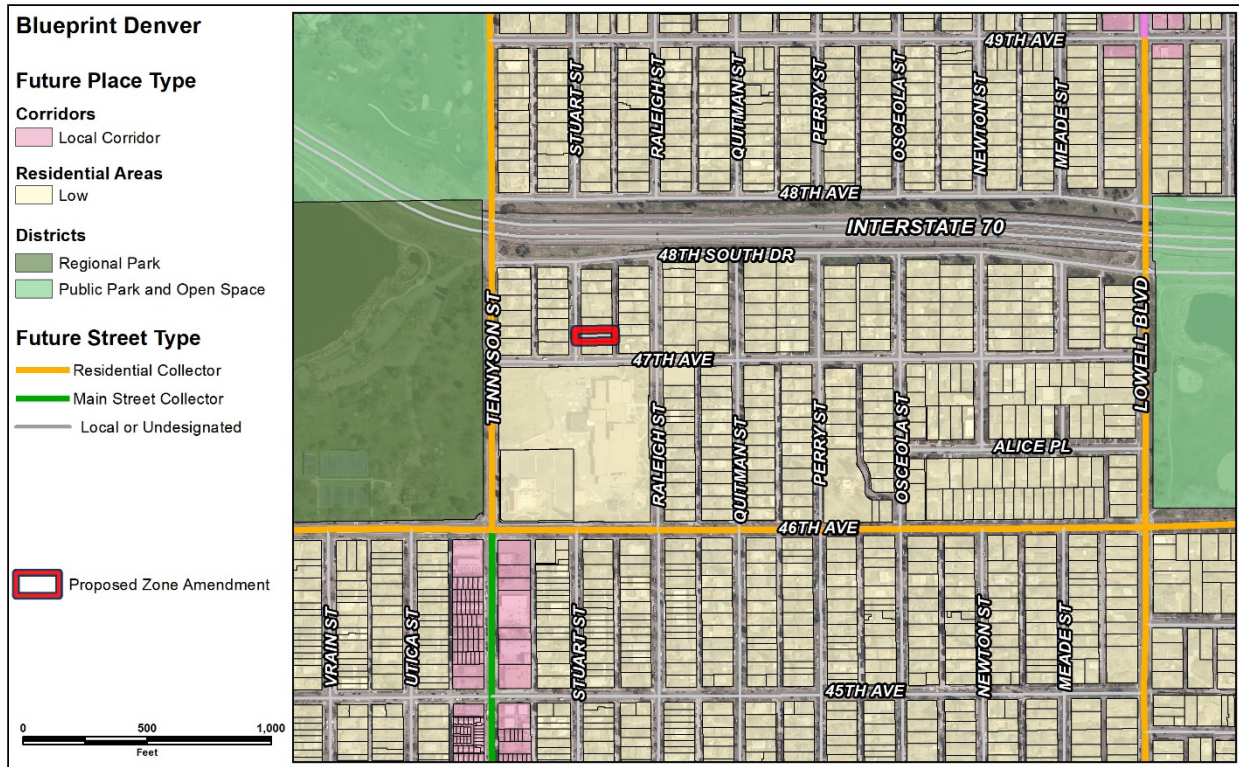 Blueprint Denver
Future Place Type
Corridors
Local Corridor
Residential Areas
Low
Districts
Regional Park
Public Park and Open Space
Future Street Type
Residential Collector
Main Street Collector
Local or Undesignated
Proposed Zone Amendment
0 500 1,000
Feet
49TH AVE
STUART ST
RALEIGH ST
QUITMAN ST
PERRY ST
OSCEOLA ST
NEWTON ST
MEADE ST
48TH AVE
INTERSTATE 70
48TH SOUTH DR
TENNYSON ST
LOWELL BLVD
47TH AVE
RALEIGH ST
QUITMAN ST
PERRY ST
OSCEOLA ST
ALICE PL
46TH AVE
VRAIN ST
UTICA ST
STUART ST
NEWTON ST
MEADE ST
45TH AVE